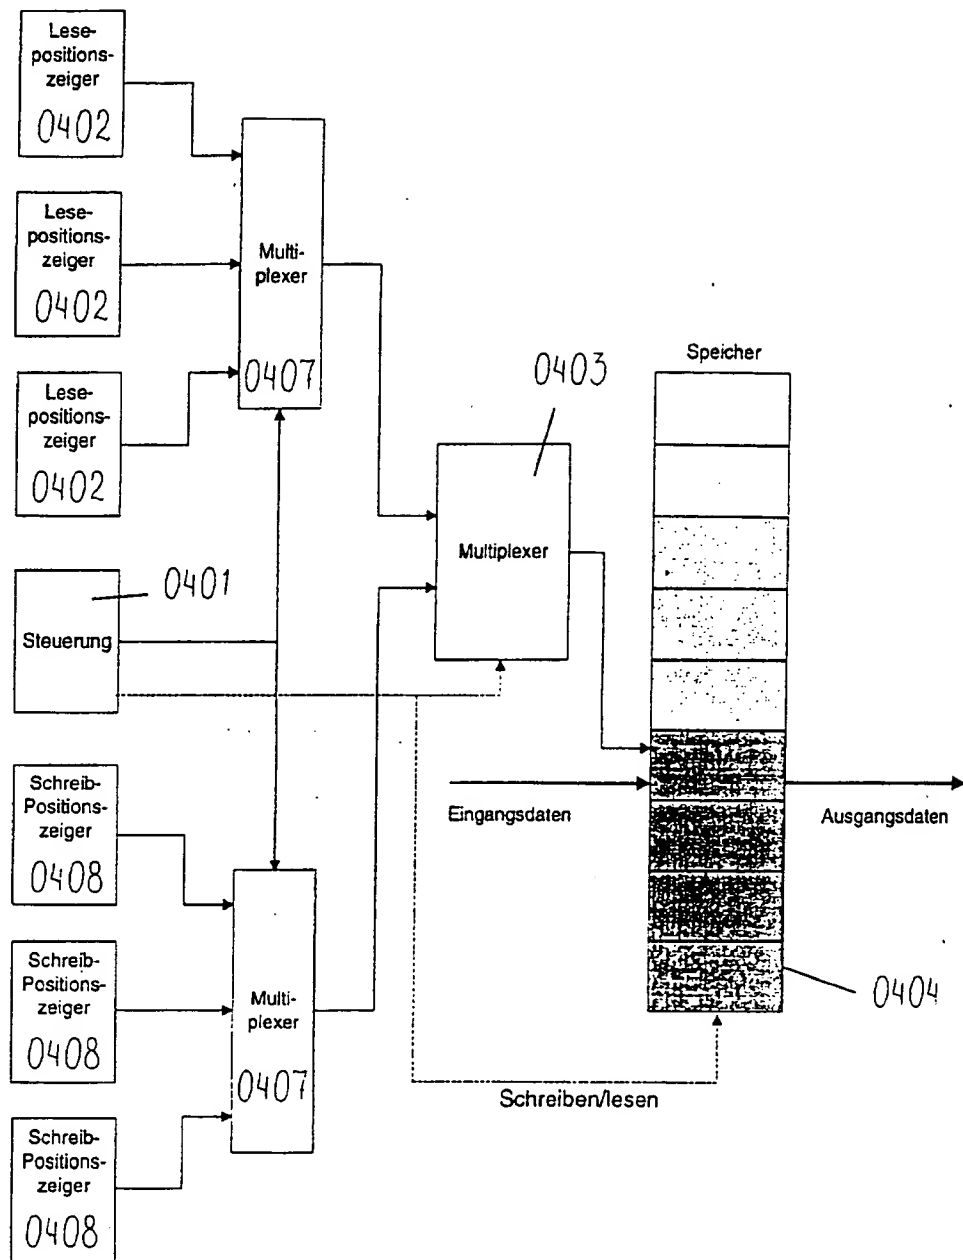 Lese-
positions-
zeiger
0402
Lese-
positions-
zeiger
0402
Lese-
positions-
zeiger
0402
Multi-
plexer
0407
0403
Speicher
Multiplexer
0401
Steuerung
Schreib-
Positions-
zeiger
0408
Schreib-
Positions-
zeiger
0408
Schreib-
Positions-
zeiger
0408
Multi-
plexer
0407
Eingangsdaten
Ausgangsdaten
0404
Schreiben/lesen